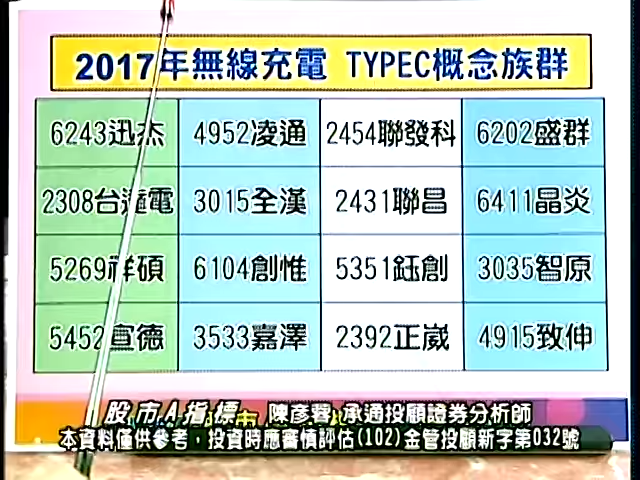 2017年無線充電 TYPEC概念族群
6243迅杰 4952凌通 2454聯發科 6202盛群
2308台達電 3015全漢 2431聯昌 6411晶炎
5269祥碩 6104創惟 5351鈺創 3035智原
5452宣德 3533嘉澤 2392正崴 4915致伸
股市A指標 陳彥蓉 承通投顧證券分析師
本資料僅供參考，投資時應審慎評估(102)金管投顧新字第032號